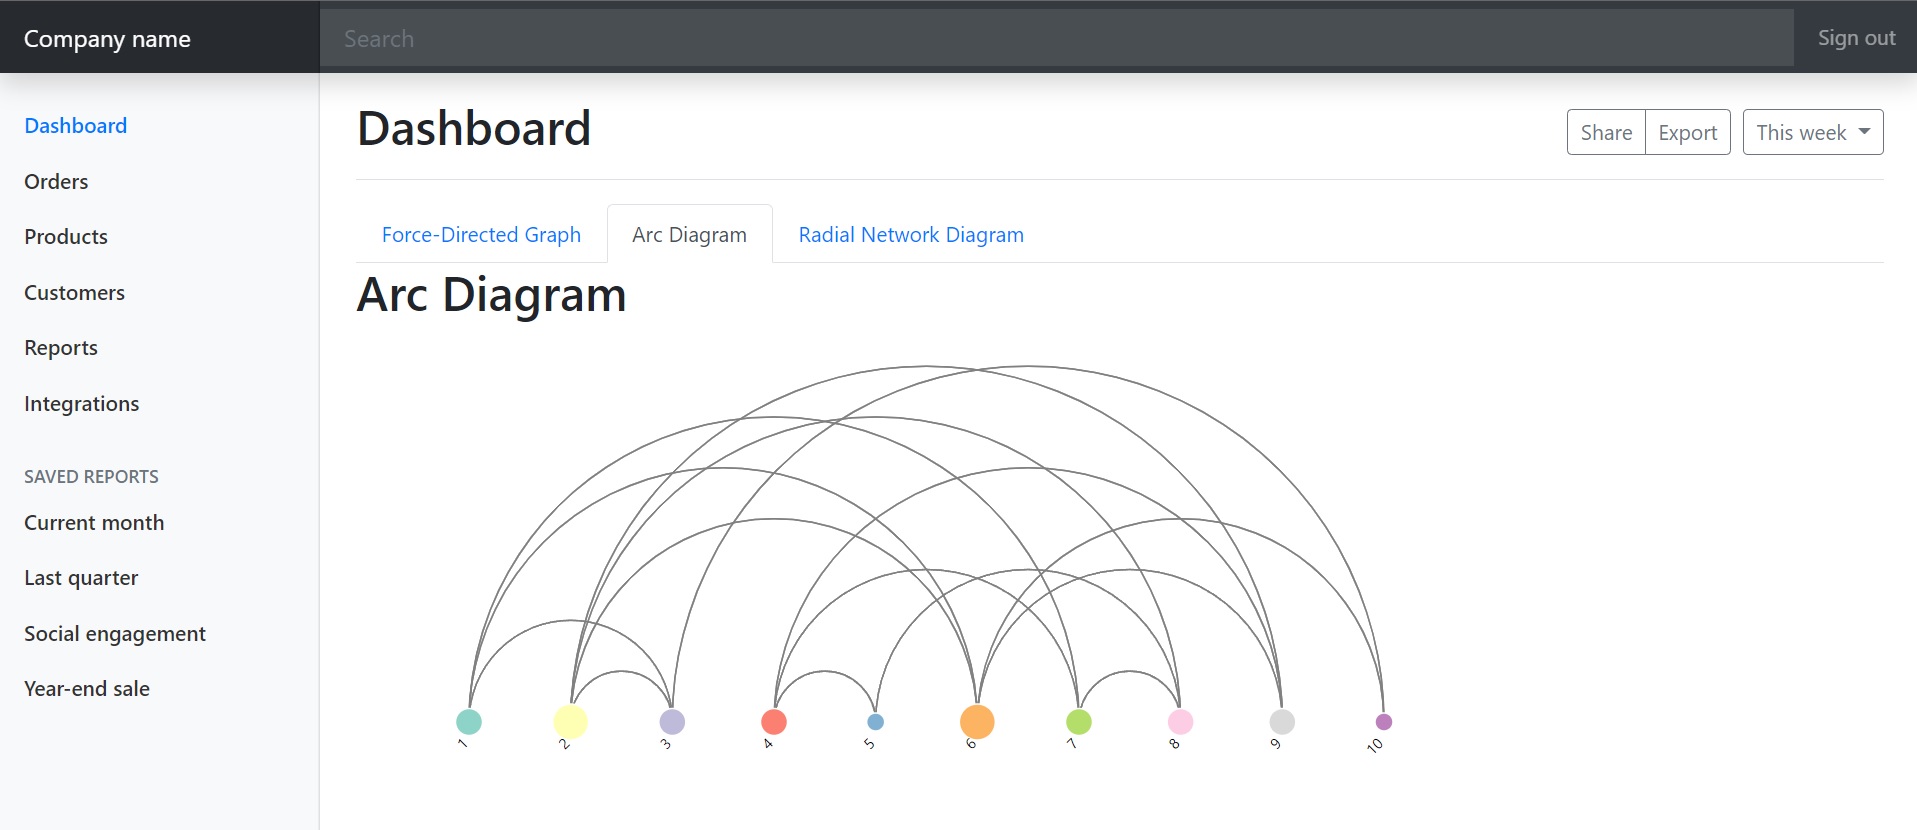 Company name
Search
Sign out
Dashboard
Orders
Products
Customers
Reports
Integrations
SAVED REPORTS
Current month
Last quarter
Social engagement
Year-end sale
Dashboard
Share
Export
This week
Force-Directed Graph
Arc Diagram
Radial Network Diagram
Arc Diagram
1
2
3
4
5
6
7
8
9
10